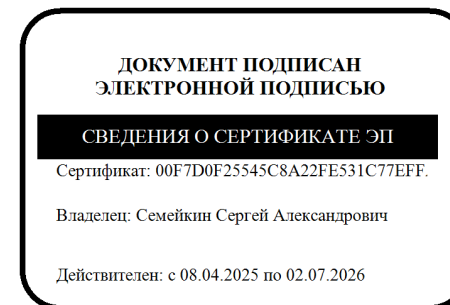 ДОКУМЕНТ ПОДПИСАН
ЭЛЕКТРОННОЙ ПОДПИСЬЮ
СВЕДЕНИЯ О СЕРТИФИКАТЕ ЭП
Сертификат: 00F7D0F25545C8A22FE531C77EFF.
Владелец: Семейкин Сергей Александрович
Действителен: с 08.04.2025 по 02.07.2026